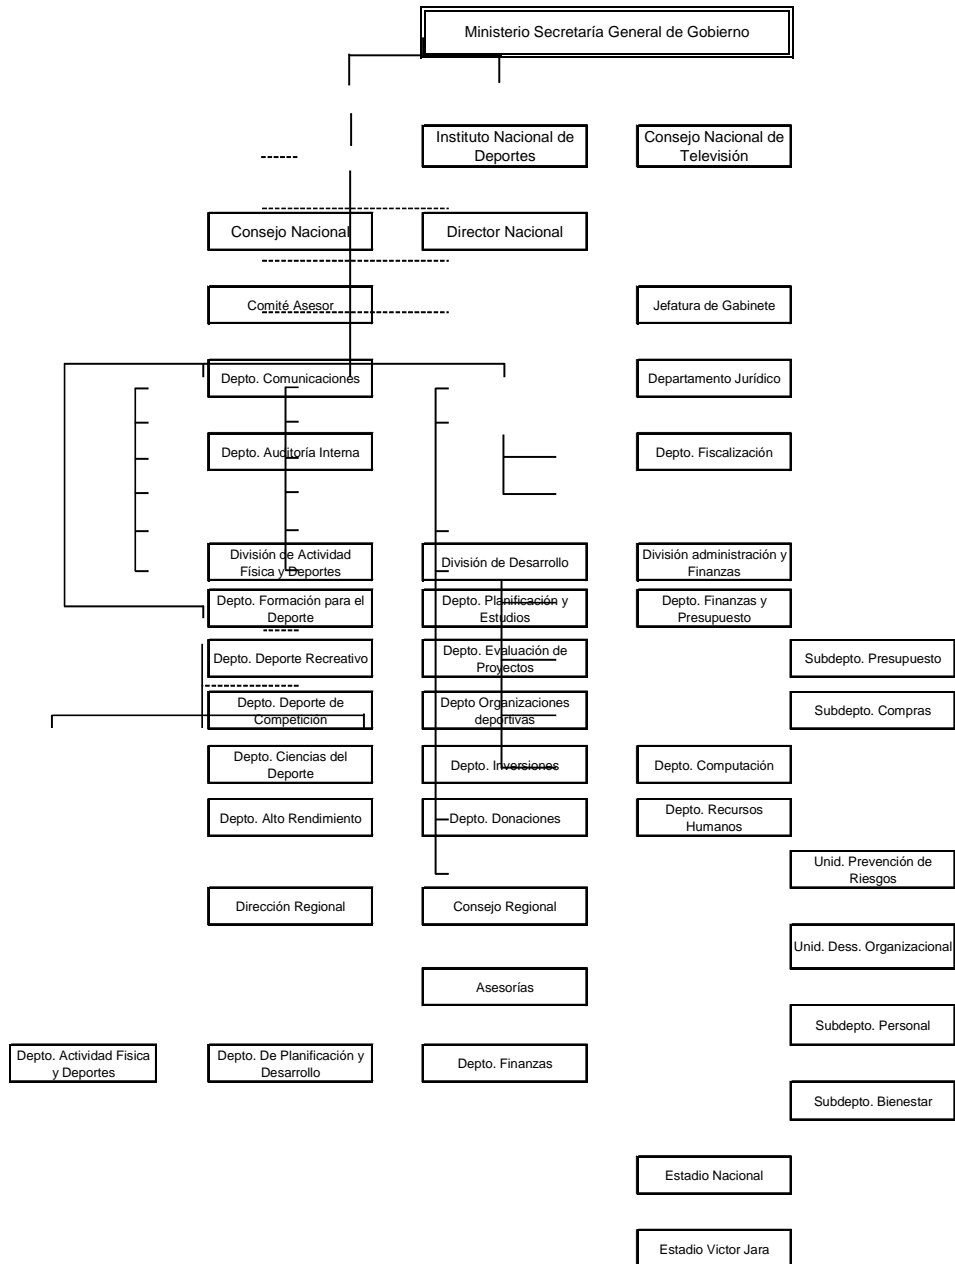 Ministerio Secretaría General de Gobierno
Instituto Nacional de
Deportes
Consejo Nacional de
Televisión
Consejo Nacional
Director Nacional
Comité Asesor
Jefatura de Gabinete
Depto. Comunicaciones
Departamento Jurídico
Depto. Auditoría Interna
Depto. Fiscalización
División de Actividad
Física y Deportes
División de Desarrollo
División administración y
Finanzas
Depto. Formación para el
Deporte
Depto. Planificación y
Estudios
Depto. Finanzas y
Presupuesto
Depto. Deporte Recreativo
Depto. Evaluación de
Proyectos
Subdepto. Presupuesto
Depto. Deporte de
Competición
Depto Organizaciones
deportivas
Subdepto. Compras
Depto. Ciencias del
Deporte
Depto. Inversiones
Depto. Computación
Depto. Alto Rendimiento
Depto. Donaciones
Depto. Recursos
Humanos
Unid. Prevención de
Riesgos
Dirección Regional
Consejo Regional
Unid. Dess. Organizacional
Asesorías
Subdepto. Personal
Depto. Actividad Fisica
y Deportes
Depto. De Planificación y
Desarrollo
Depto. Finanzas
Subdepto. Bienestar
Estadio Nacional
Estadio Victor Jara